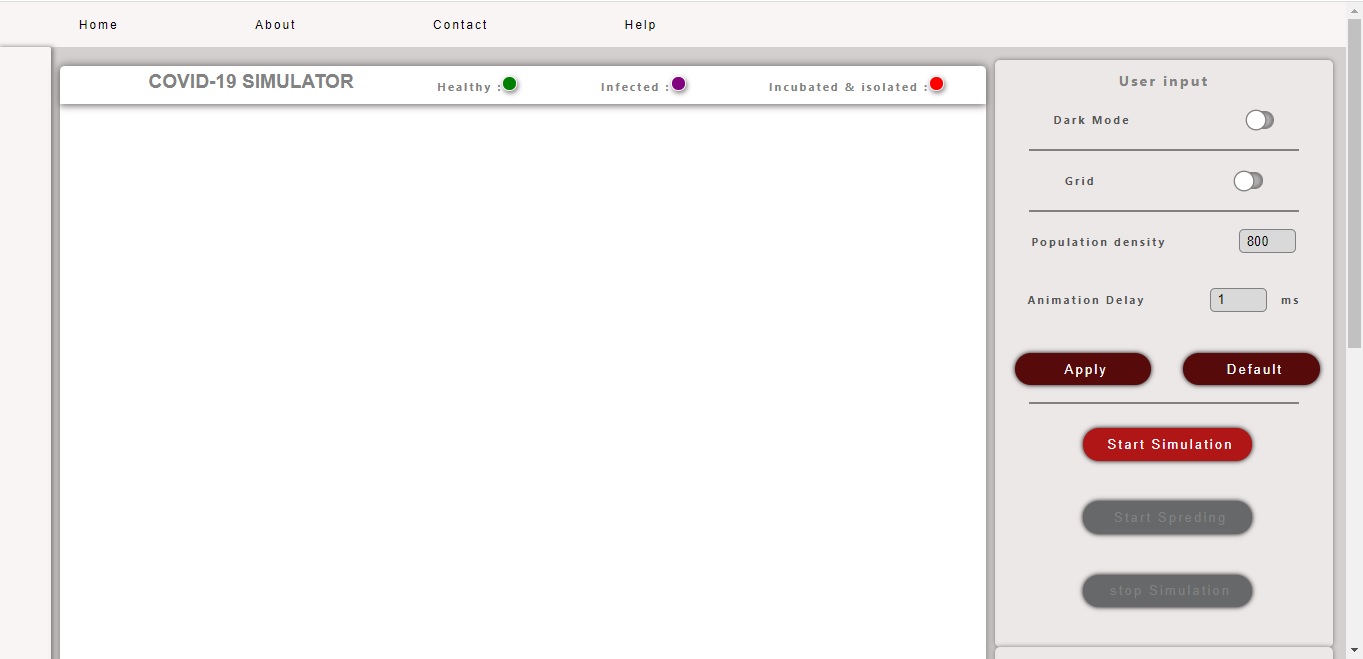 Home About Contact Help
COVID-19 SIMULATOR Healthy : Infected : Incubated & isolated :
User input
Dark Mode
Grid
Population density 800
Animation Delay 1 ms
Apply Default
Start Simulation
Start Spreding
stop Simulation